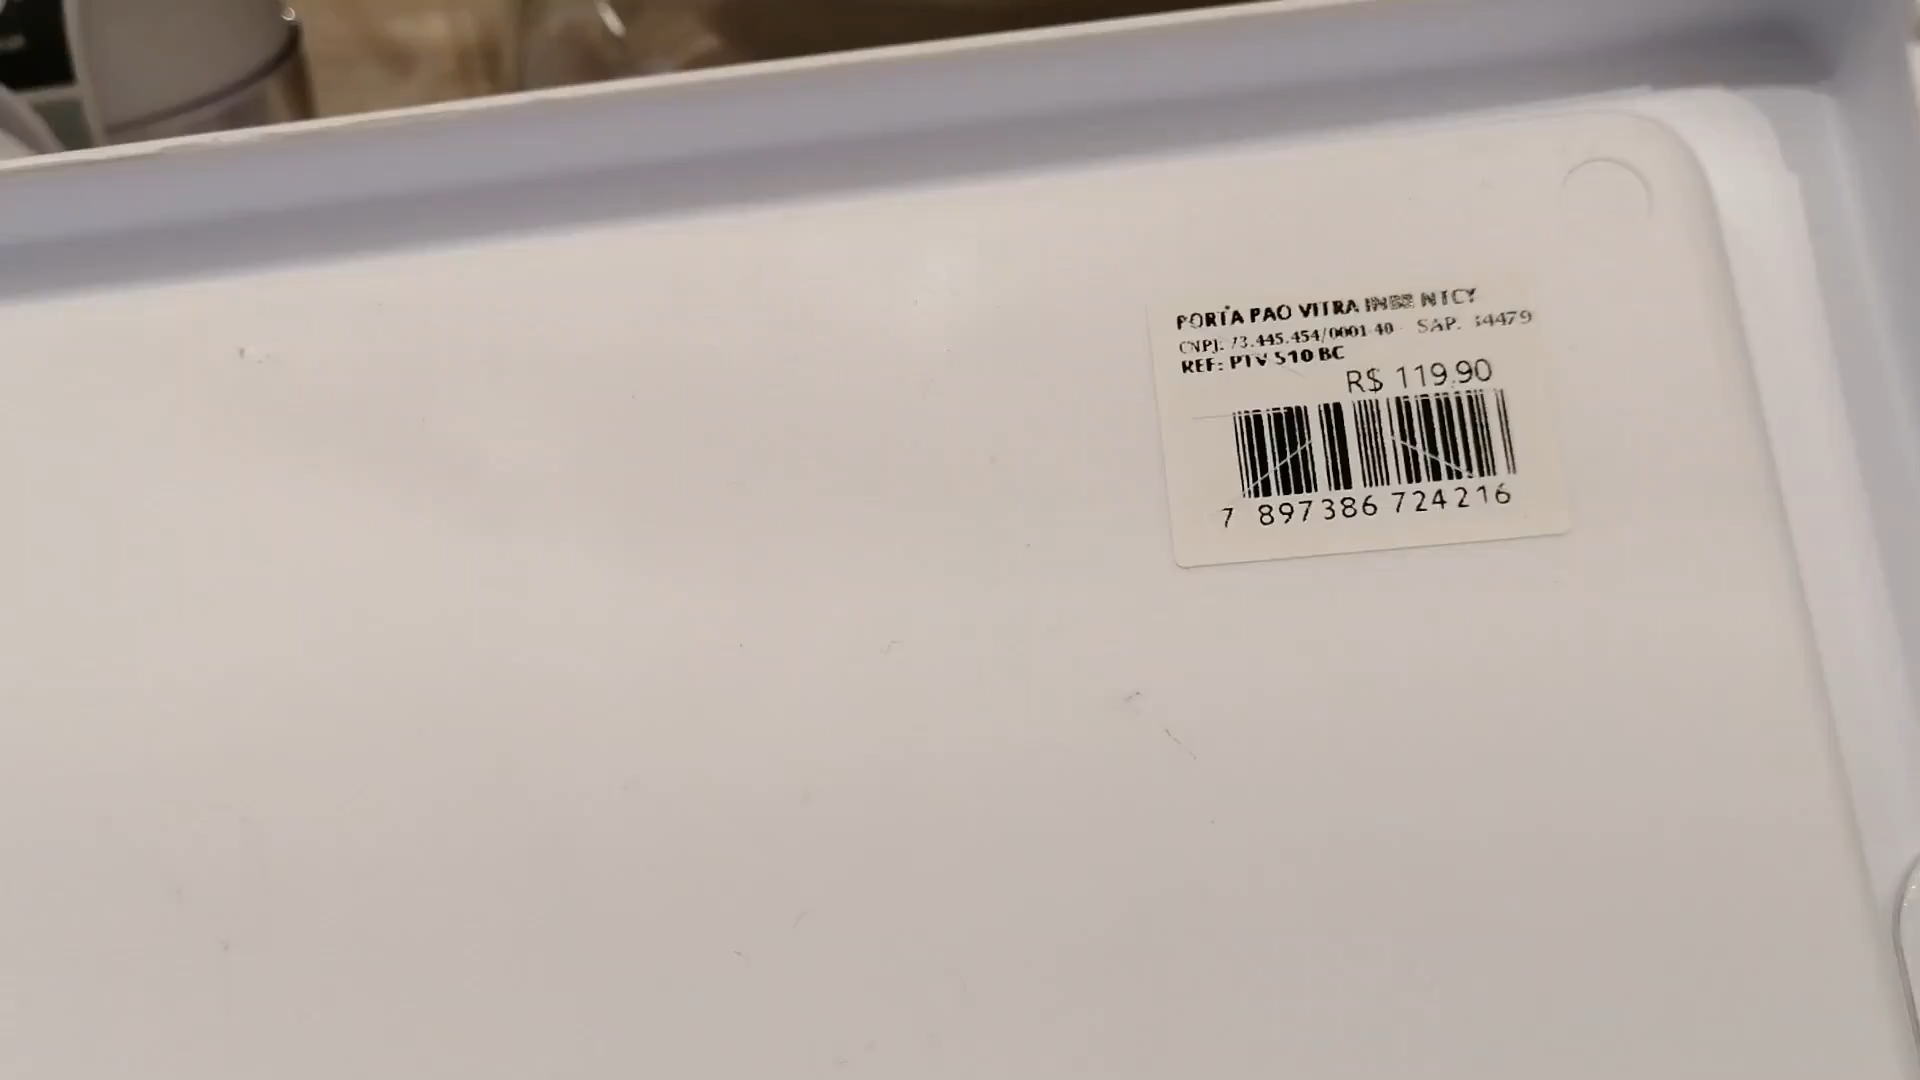 PORTA PAO VITRA NTCY
CNPJ: 73.445.454/0001-40 - SAP:
REF: PTV 510 BC
R$ 119.90
7 897386 724216